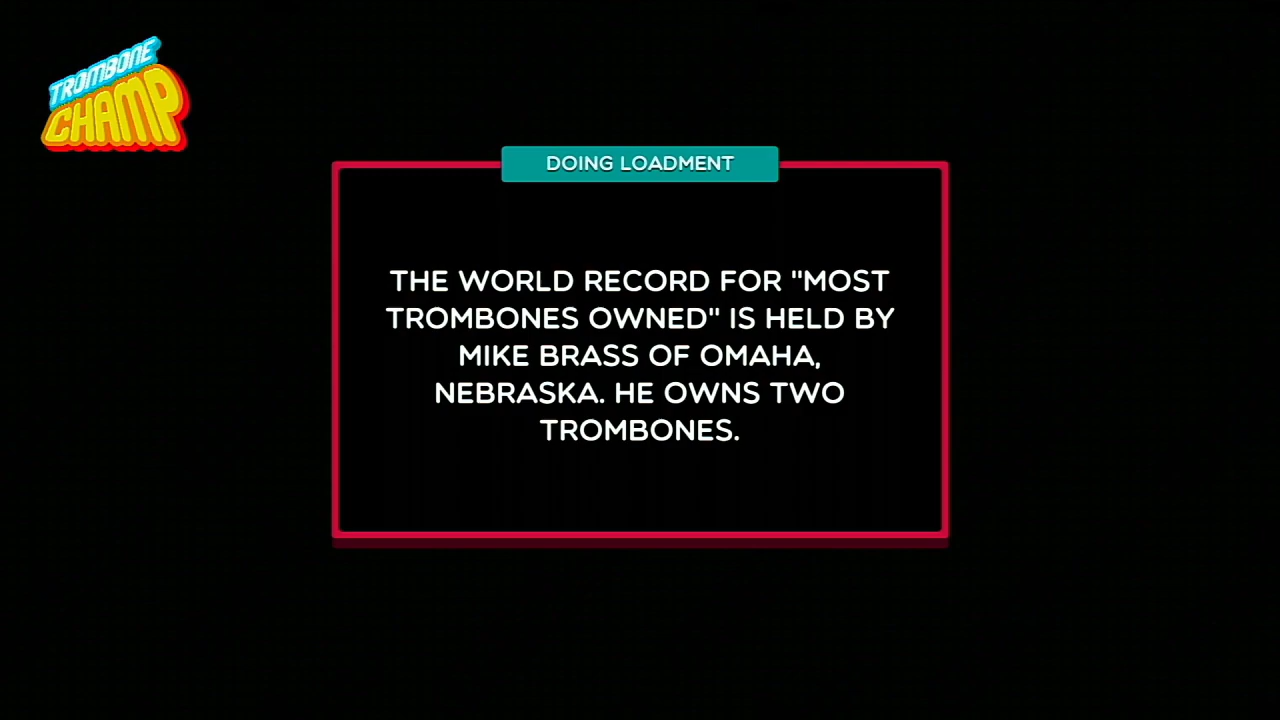 TROMBONE
CHAMP
DOING LOADMENT
THE WORLD RECORD FOR "MOST
TROMBONES OWNED" IS HELD BY
MIKE BRASS OF OMAHA,
NEBRASKA. HE OWNS TWO
TROMBONES.